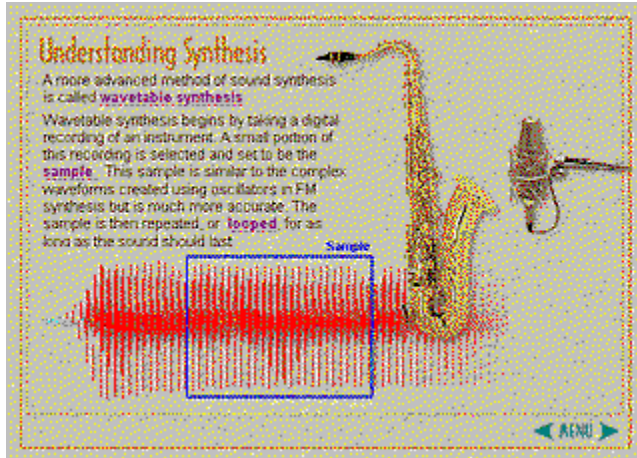 Understanding Synthesis
A more advanced method of sound synthesis
is called wavetable synthesis
Wavetable synthesis begins by taking a digital
recording of an instrument. A small portion of
this recording is selected and set to be the
sample. This sample is similar to the complex
waveforms created using oscillators in FM
synthesis but is much more accurate. The
sample is then repeated, or looped, for as
long as the sound should last.
Sample
MENU